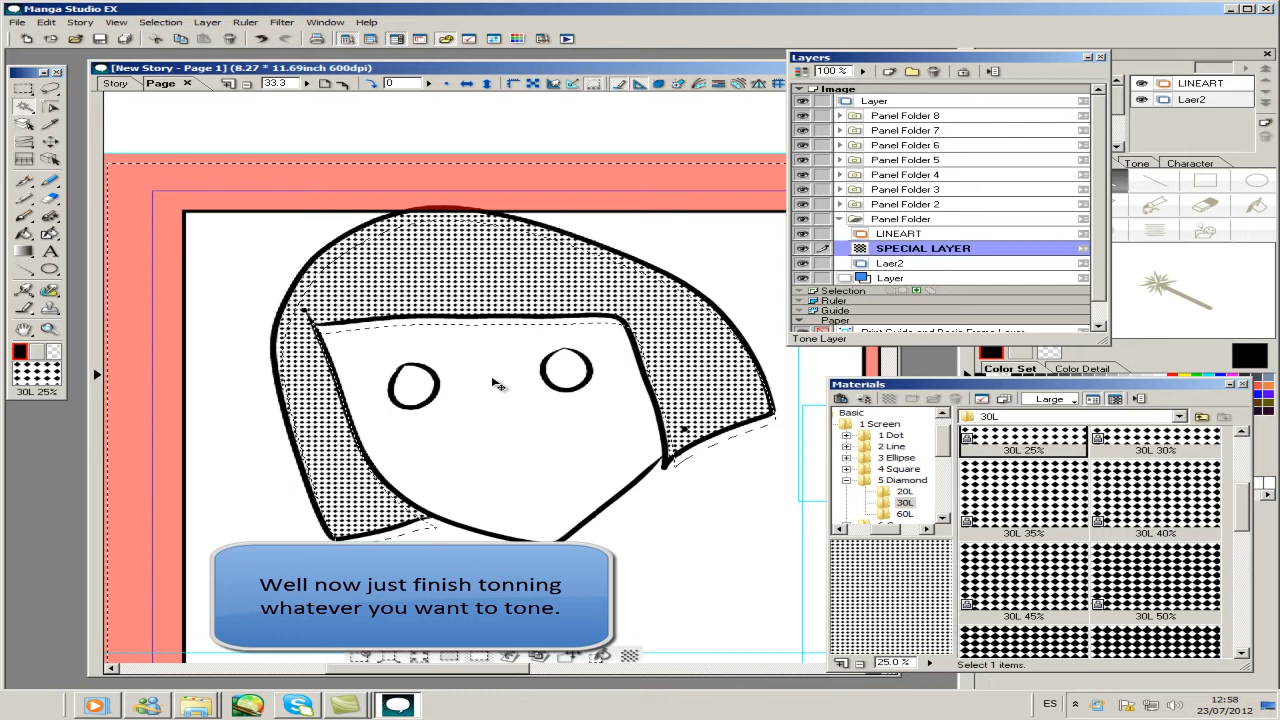 Manga Studio EX
File Edit Story View Selection Layer Ruler Filter Window Help
[New Story - Page 1] (8.27 * 11.69inch 600dpi)
Story Page 33.3 0
Layers
100 %
Image
Layer
Panel Folder 8
Panel Folder 7
Panel Folder 6
Panel Folder 5
Panel Folder 4
Panel Folder 3
Panel Folder 2
Panel Folder
LINEART
SPECIAL LAYER
Laer2
Layer
Selection
Ruler
Guide
Paper
Print Guide and Basic Frame Layer
Tone Layer
LINEART
Laer2
Tone Character
Color Set Color Detail
30L 25%
Materials
Large
Basic
1 Screen
1 Dot
2 Line
3 Ellipse
4 Square
5 Diamond
20L
30L
60L
30L
30L 25% 30L 30%
30L 35% 30L 40%
30L 45% 30L 50%
25.0 %
Select 1 items.
Well now just finish tonning
whatever you want to tone.
ES
12:58
23/07/2012